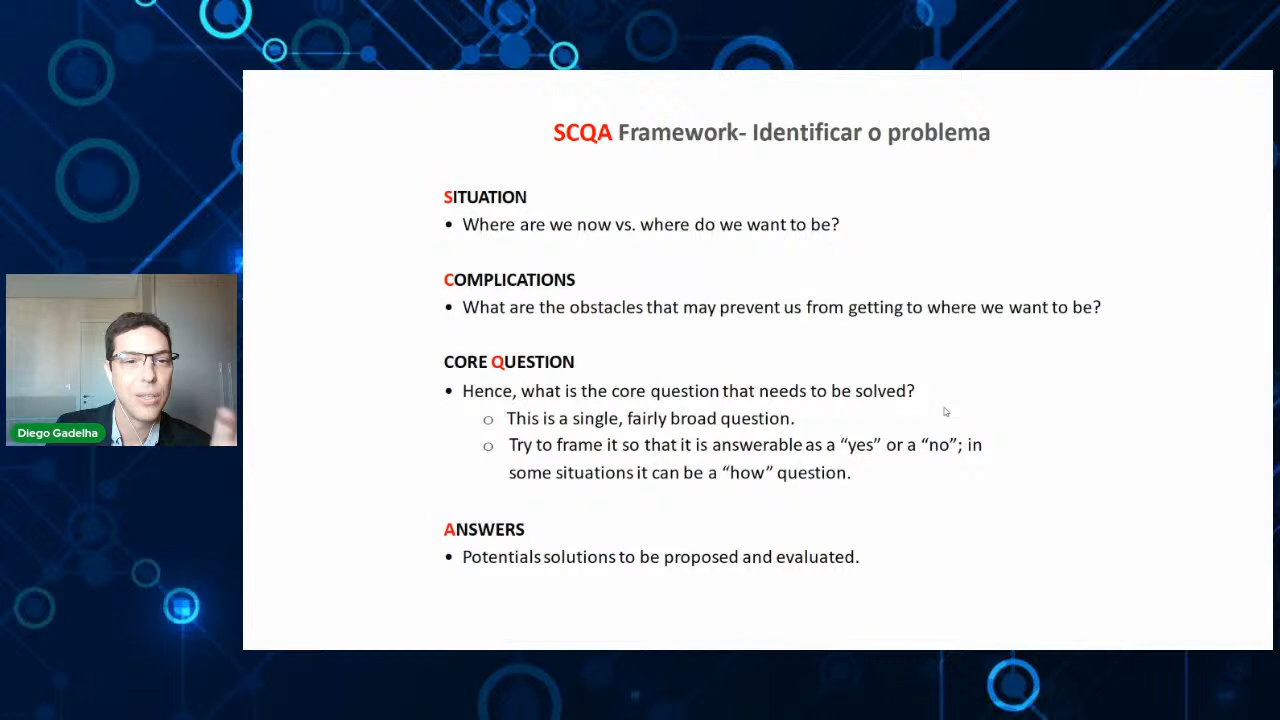 SCQA Framework- Identificar o problema
SITUATION
• Where are we now vs. where do we want to be?
COMPLICATIONS
• What are the obstacles that may prevent us from getting to where we want to be?
CORE QUESTION
• Hence, what is the core question that needs to be solved?
o This is a single, fairly broad question.
o Try to frame it so that it is answerable as a “yes” or a “no”; in
some situations it can be a “how” question.
ANSWERS
• Potentials solutions to be proposed and evaluated.
Diego Gadelha